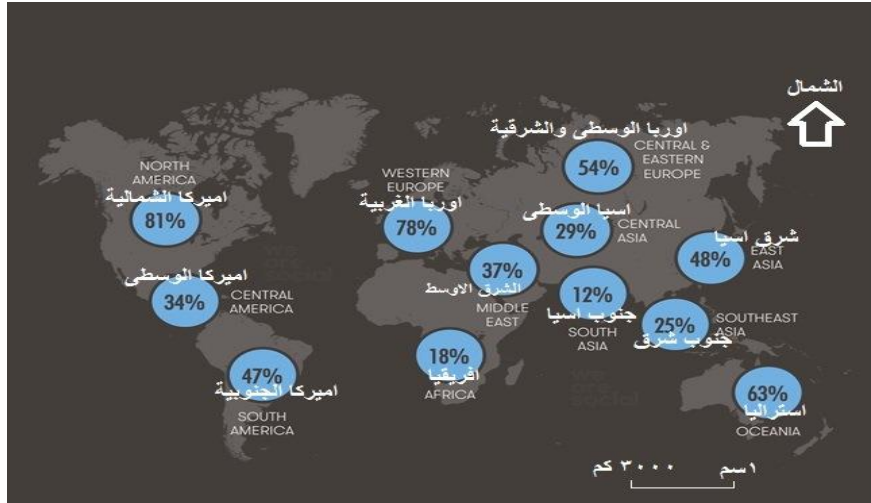 الشمال
اوربا الوسطى والشرقية
CENTRAL &
EASTERN
EUROPE
54%
NORTH
AMERICA
اميركا الشمالية
81%
WESTERN
EUROPE
اوربا الغربية
78%
اسيا الوسطى
29%
CENTRAL
ASIA
شرق اسيا
48%
EAST
ASIA
37%
الشرق الاوسط
MIDDLE
EAST
اميركا الوسطى
34%
CENTRAL
AMERICA
12%
جنوب اسيا
SOUTH
ASIA
25%
SOUTHEAST
ASIA
جنوب شرق
18%
افريقيا
AFRICA
47%
اميركا الجنوبية
SOUTH
AMERICA
we
are
social
63%
استراليا
OCEANIA
١سم ٣٠٠٠ كم